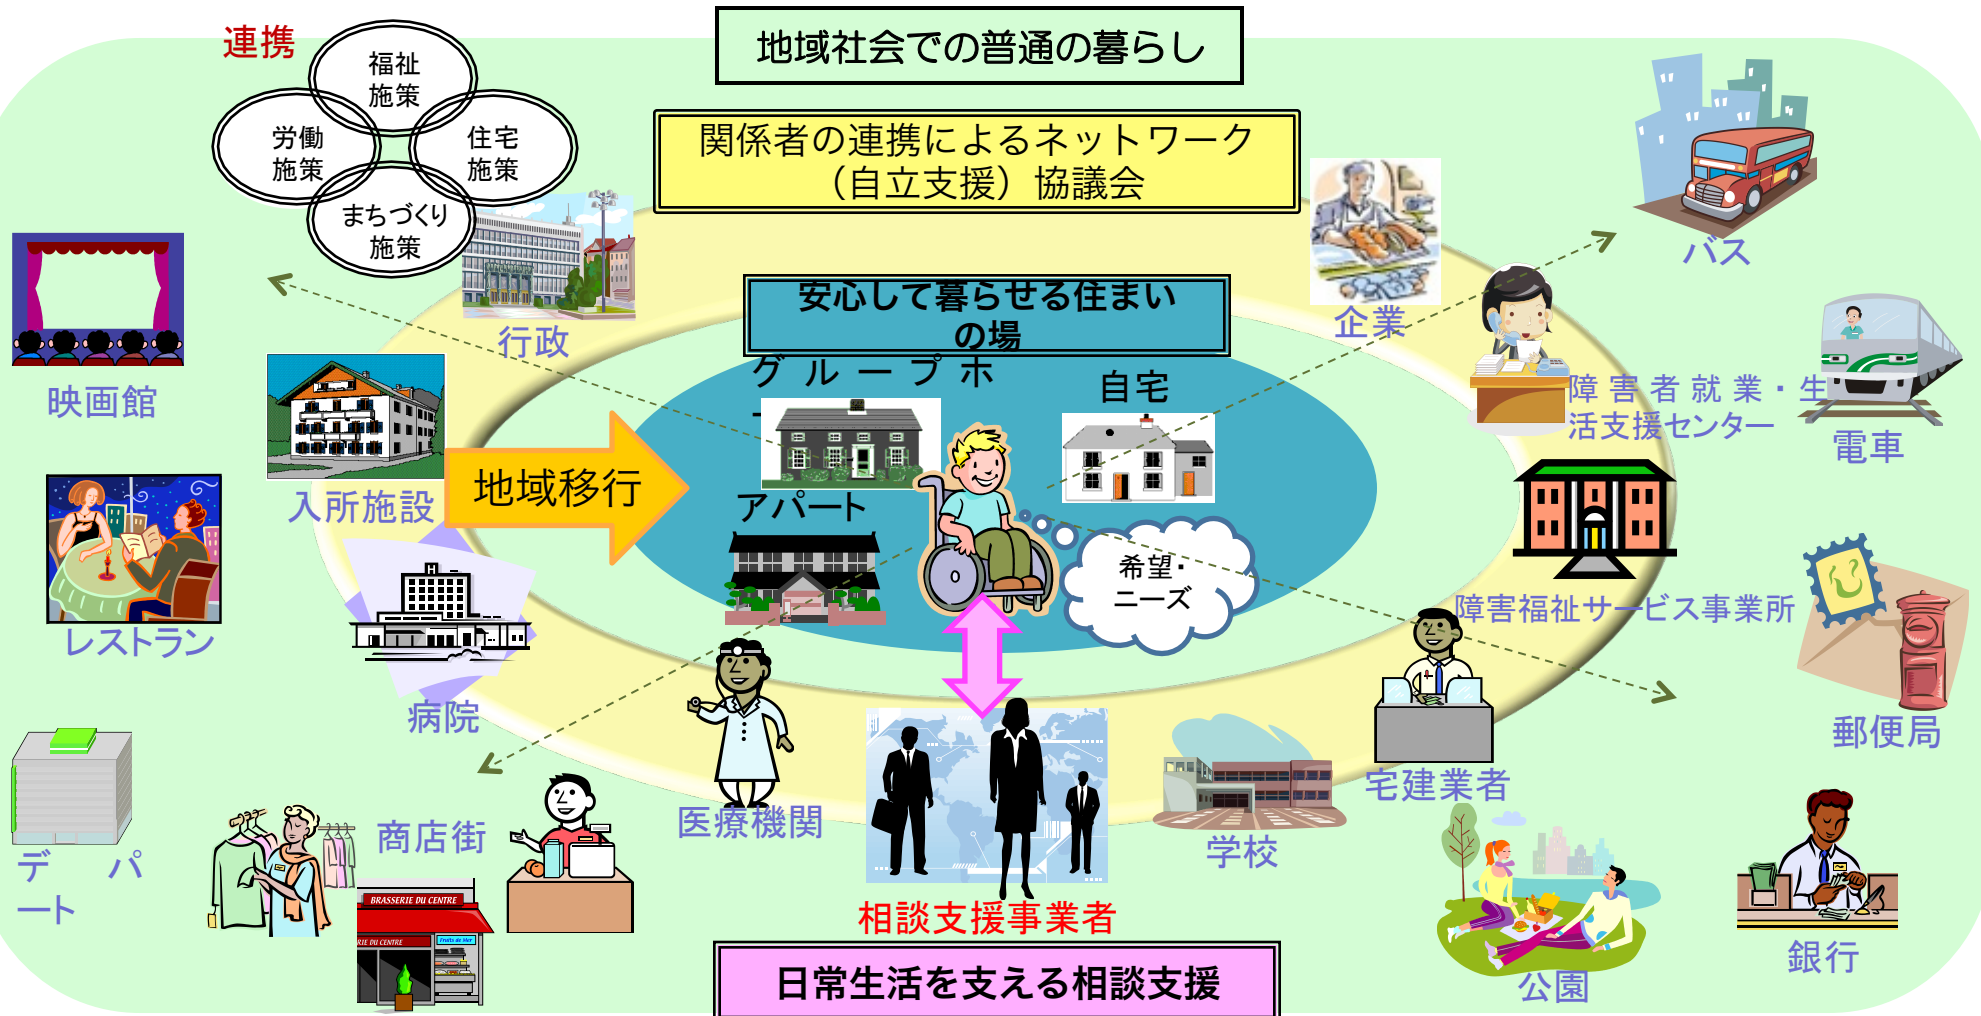 連携
福祉
施策
労働
施策
住宅
施策
まちづくり
施策
地域社会での普通の暮らし
関係者の連携によるネットワーク
（自立支援）協議会
安心して暮らせる住まい
の場
グループホ
自宅
アパート
希望・
ニーズ
地域移行
行政
入所施設
病院
医療機関
相談支援事業者
日常生活を支える相談支援
学校
宅建業者
障害福祉サービス事業所
障害者就業・生
活支援センター
企業
映画館
レストラン
デパ
ート
商店街
BRASSERIE DU CENTRE
RIE DU CENTRE
Fruits de Mer
バス
電車
郵便局
銀行
公園